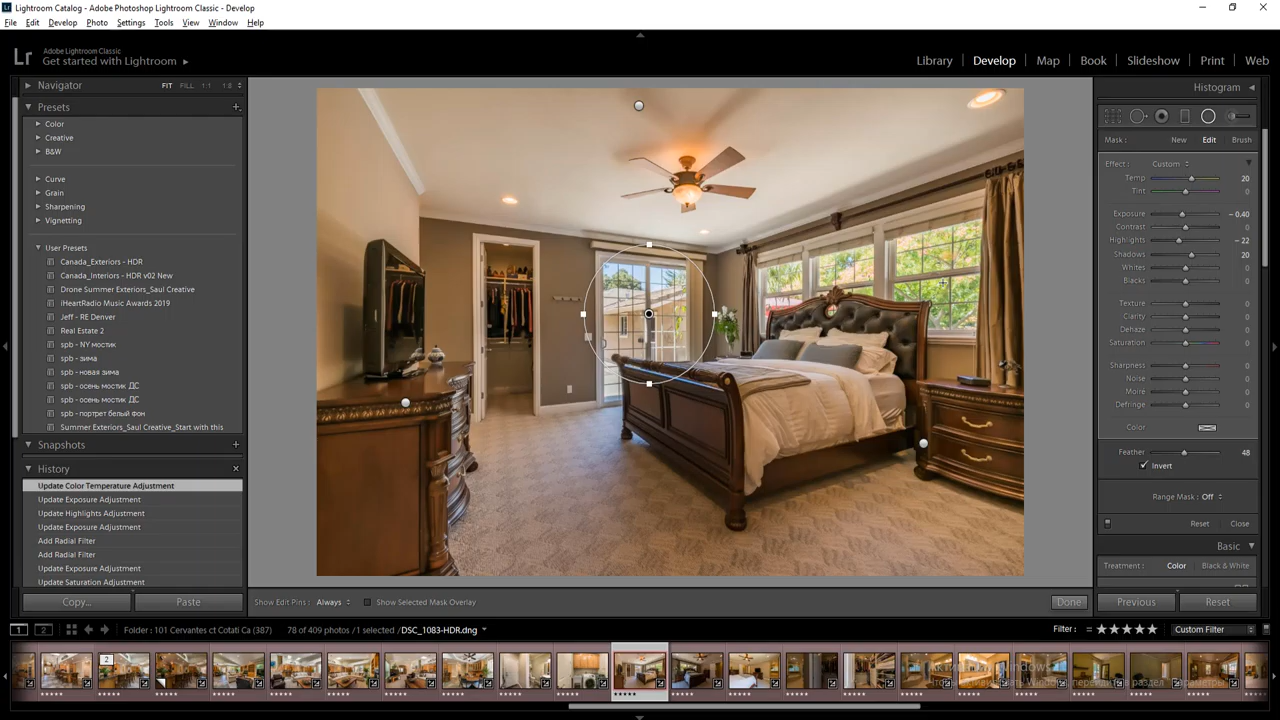 Lightroom Catalog - Adobe Photoshop Lightroom Classic - Develop
File Edit Develop Photo Settings Tools View Window Help
Lr Adobe Lightroom Classic
Get started with Lightroom
Library | Develop | Map | Book | Slideshow | Print | Web
Navigator FIT FILL 1:1 1:8
Histogram
Presets +
Color
Creative
B&W
Curve
Grain
Sharpening
Vignetting
User Presets
Canada_Exteriors - HDR
Canada_Interiors - HDR v02 New
Drone Summer Exteriors_Saul Creative
iHeartRadio Music Awards 2019
Jeff - RE Denver
Real Estate 2
spb - NY мостик
spb - зима
spb - новая зима
spb - осень мостик ДС
spb - осень мостик ДС
spb - портрет белый фон
Summer Exteriors_Saul Creative_Start with this
Snapshots +
History ×
Update Color Temperature Adjustment
Update Exposure Adjustment
Update Highlights Adjustment
Update Exposure Adjustment
Add Radial Filter
Add Radial Filter
Update Exposure Adjustment
Update Saturation Adjustment
Copy... Paste
Mask : New Edit Brush
Effect : Custom
Temp 20
Tint 0
Exposure – 0.40
Contrast 0
Highlights – 22
Shadows 20
Whites 0
Blacks 0
Texture 0
Clarity 0
Dehaze 0
Saturation 0
Sharpness 0
Noise 0
Moiré 0
Defringe 0
Color
Feather 48
Invert
Range Mask : Off
Reset Close
Basic
Treatment : Color Black & White
Show Edit Pins : Always Show Selected Mask Overlay Done
Previous Reset
1 2 Folder : 101 Cervantes ct Cotati Ca (387) 78 of 409 photos /1 selected /DSC_1083-HDR.dng Filter : Custom Filter
2